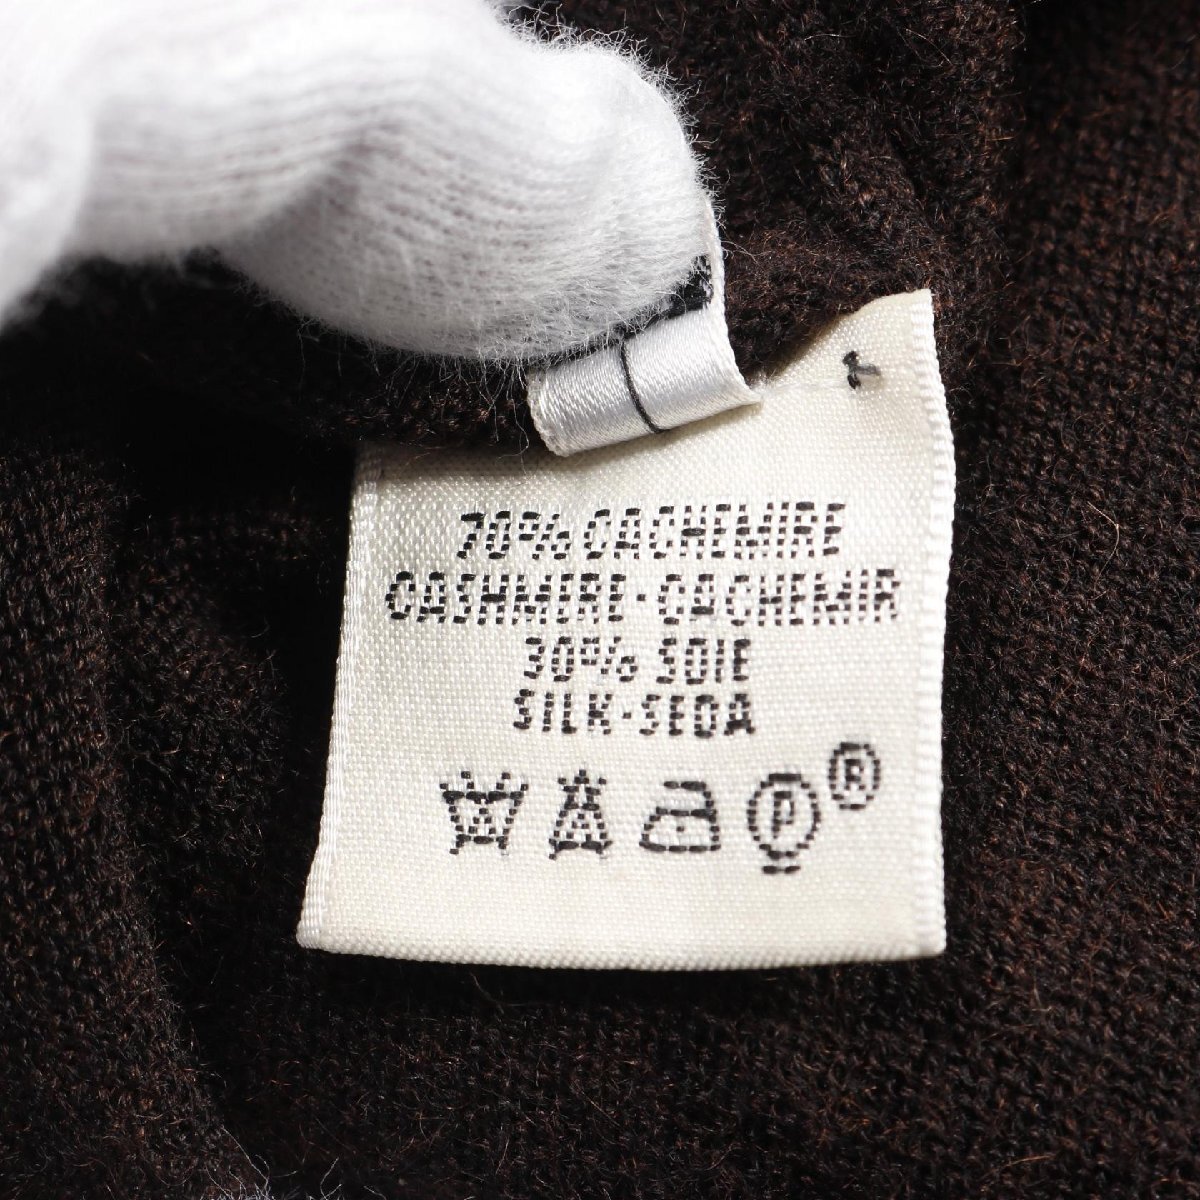 70% CACHEMIRE
CASHMERE-CACHEMIR
30% SOIE
SILK-SEDA
P ®